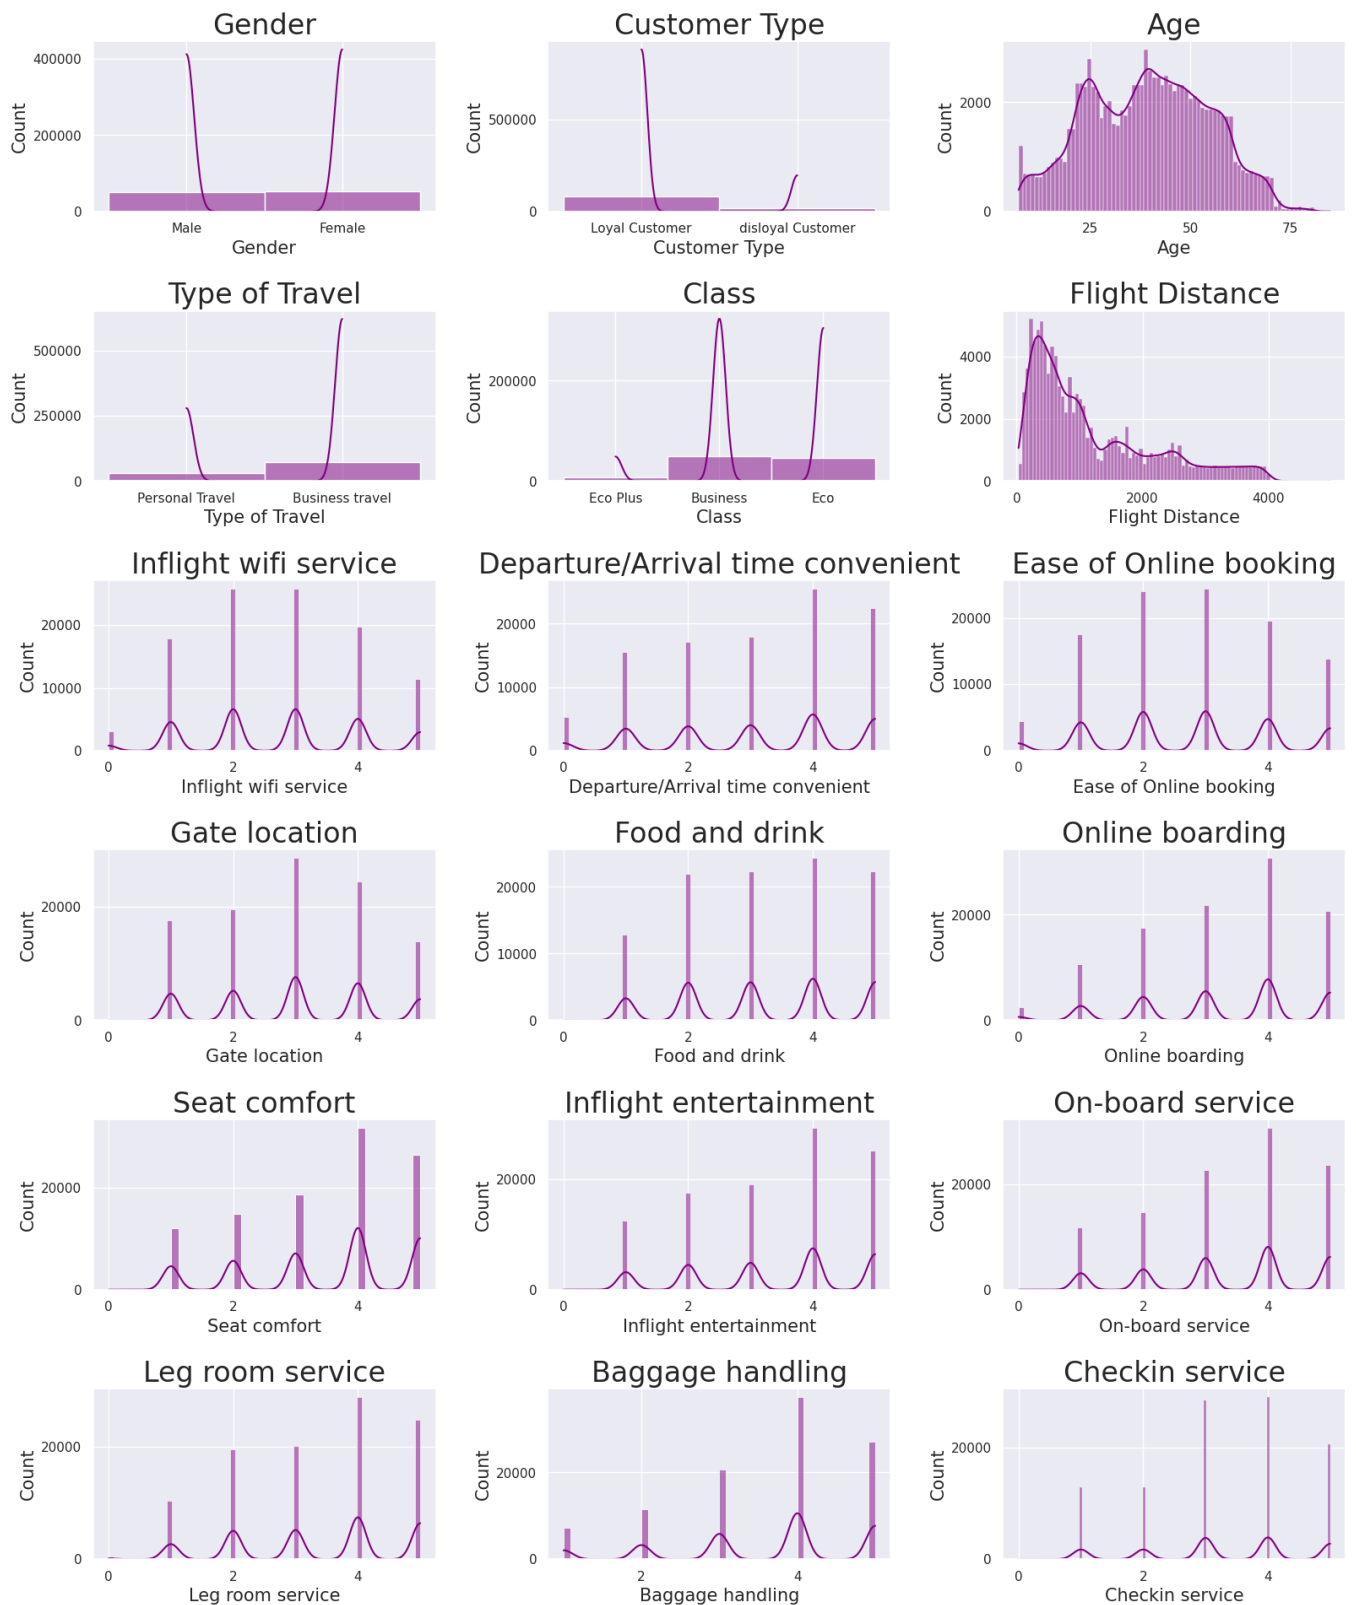 Gender Customer Type Age
400000
200000
0
Count
Male Female
Gender
500000
0
Count
Loyal Customer disloyal Customer
Customer Type
2000
0
Count
25 50 75
Age
Type of Travel Class Flight Distance
500000
250000
0
Count
Personal Travel Business travel
Type of Travel
200000
0
Count
Eco Plus Business Eco
Class
4000
2000
0
Count
0 2000 4000
Flight Distance
Inflight wifi service Departure/Arrival time convenient Ease of Online booking
20000
10000
0
Count
0 2 4
Inflight wifi service
20000
10000
0
Count
0 2 4
Departure/Arrival time convenient
20000
10000
0
Count
0 2 4
Ease of Online booking
Gate location Food and drink Online boarding
20000
0
Count
0 2 4
Gate location
20000
10000
0
Count
0 2 4
Food and drink
20000
0
Count
0 2 4
Online boarding
Seat comfort Inflight entertainment On-board service
20000
0
Count
0 2 4
Seat comfort
20000
0
Count
0 2 4
Inflight entertainment
20000
0
Count
0 2 4
On-board service
Leg room service Baggage handling Checkin service
20000
0
Count
0 2 4
Leg room service
20000
0
Count
2 4
Baggage handling
20000
0
Count
0 2 4
Checkin service